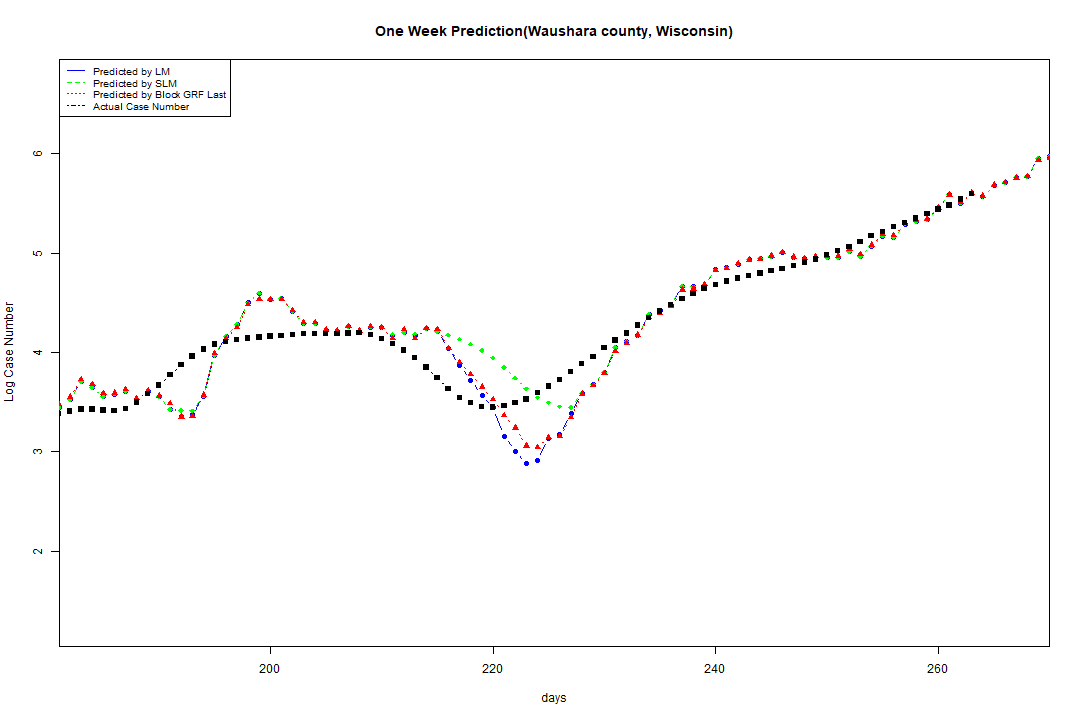 One Week Prediction(Waushara county, Wisconsin)
Predicted by LM
Predicted by SLM
Predicted by Block GRF Last
Actual Case Number
6
5
4
3
2
Log Case Number
200
220
240
260
days